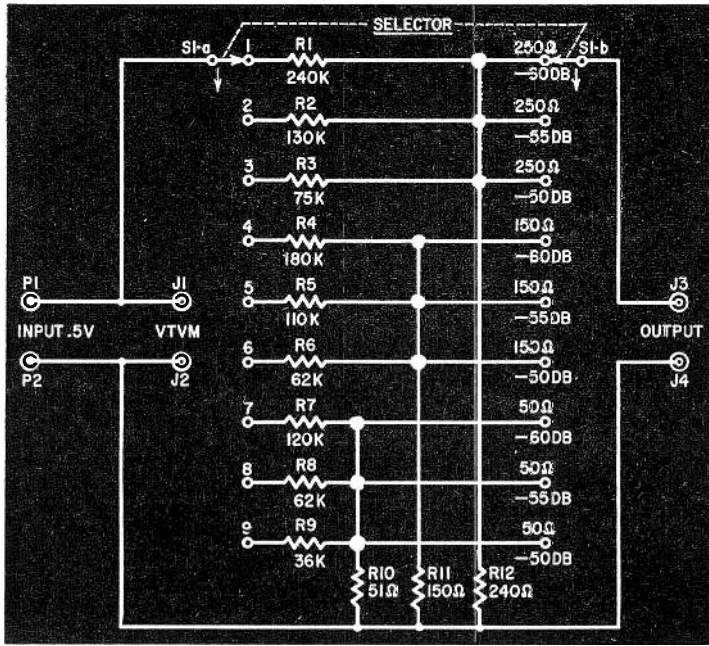 SELECTOR
S1-a
1
R1
240K
250Ω
-60DB
S1-b
2
R2
130K
250Ω
-55DB
3
R3
75K
250Ω
-50DB
4
R4
180K
150Ω
-60DB
5
R5
110K
150Ω
-55DB
6
R6
62K
150Ω
-50DB
7
R7
120K
50Ω
-60DB
8
R8
62K
50Ω
-55DB
9
R9
36K
50Ω
-50DB
P1
J1
J3
INPUT .5V
VTVM
OUTPUT
P2
J2
J4
R10
51Ω
R11
150Ω
R12
240Ω